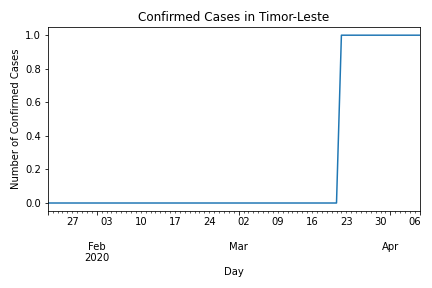 Confirmed Cases in Timor-Leste
Number of Confirmed Cases
1.0
0.8
0.6
0.4
0.2
0.0
27 03 10 17 24 02 09 16 23 30 06
Feb Mar Apr
2020
Day